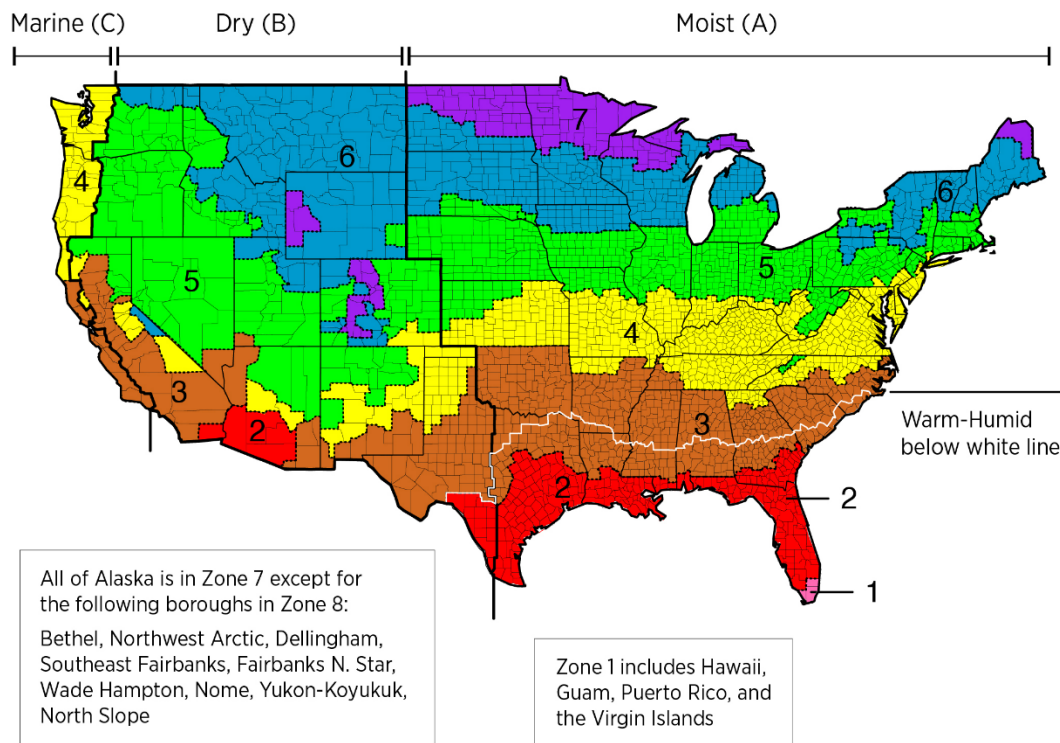 Marine (C)
Dry (B)
Moist (A)
7
6
6
4
5
5
4
3
3
2
2
Warm-Humid
below white line
2
1
All of Alaska is in Zone 7 except for
the following boroughs in Zone 8:
Bethel, Northwest Arctic, Dellingham,
Southeast Fairbanks, Fairbanks N. Star,
Wade Hampton, Nome, Yukon-Koyukuk,
North Slope
Zone 1 includes Hawaii,
Guam, Puerto Rico, and
the Virgin Islands